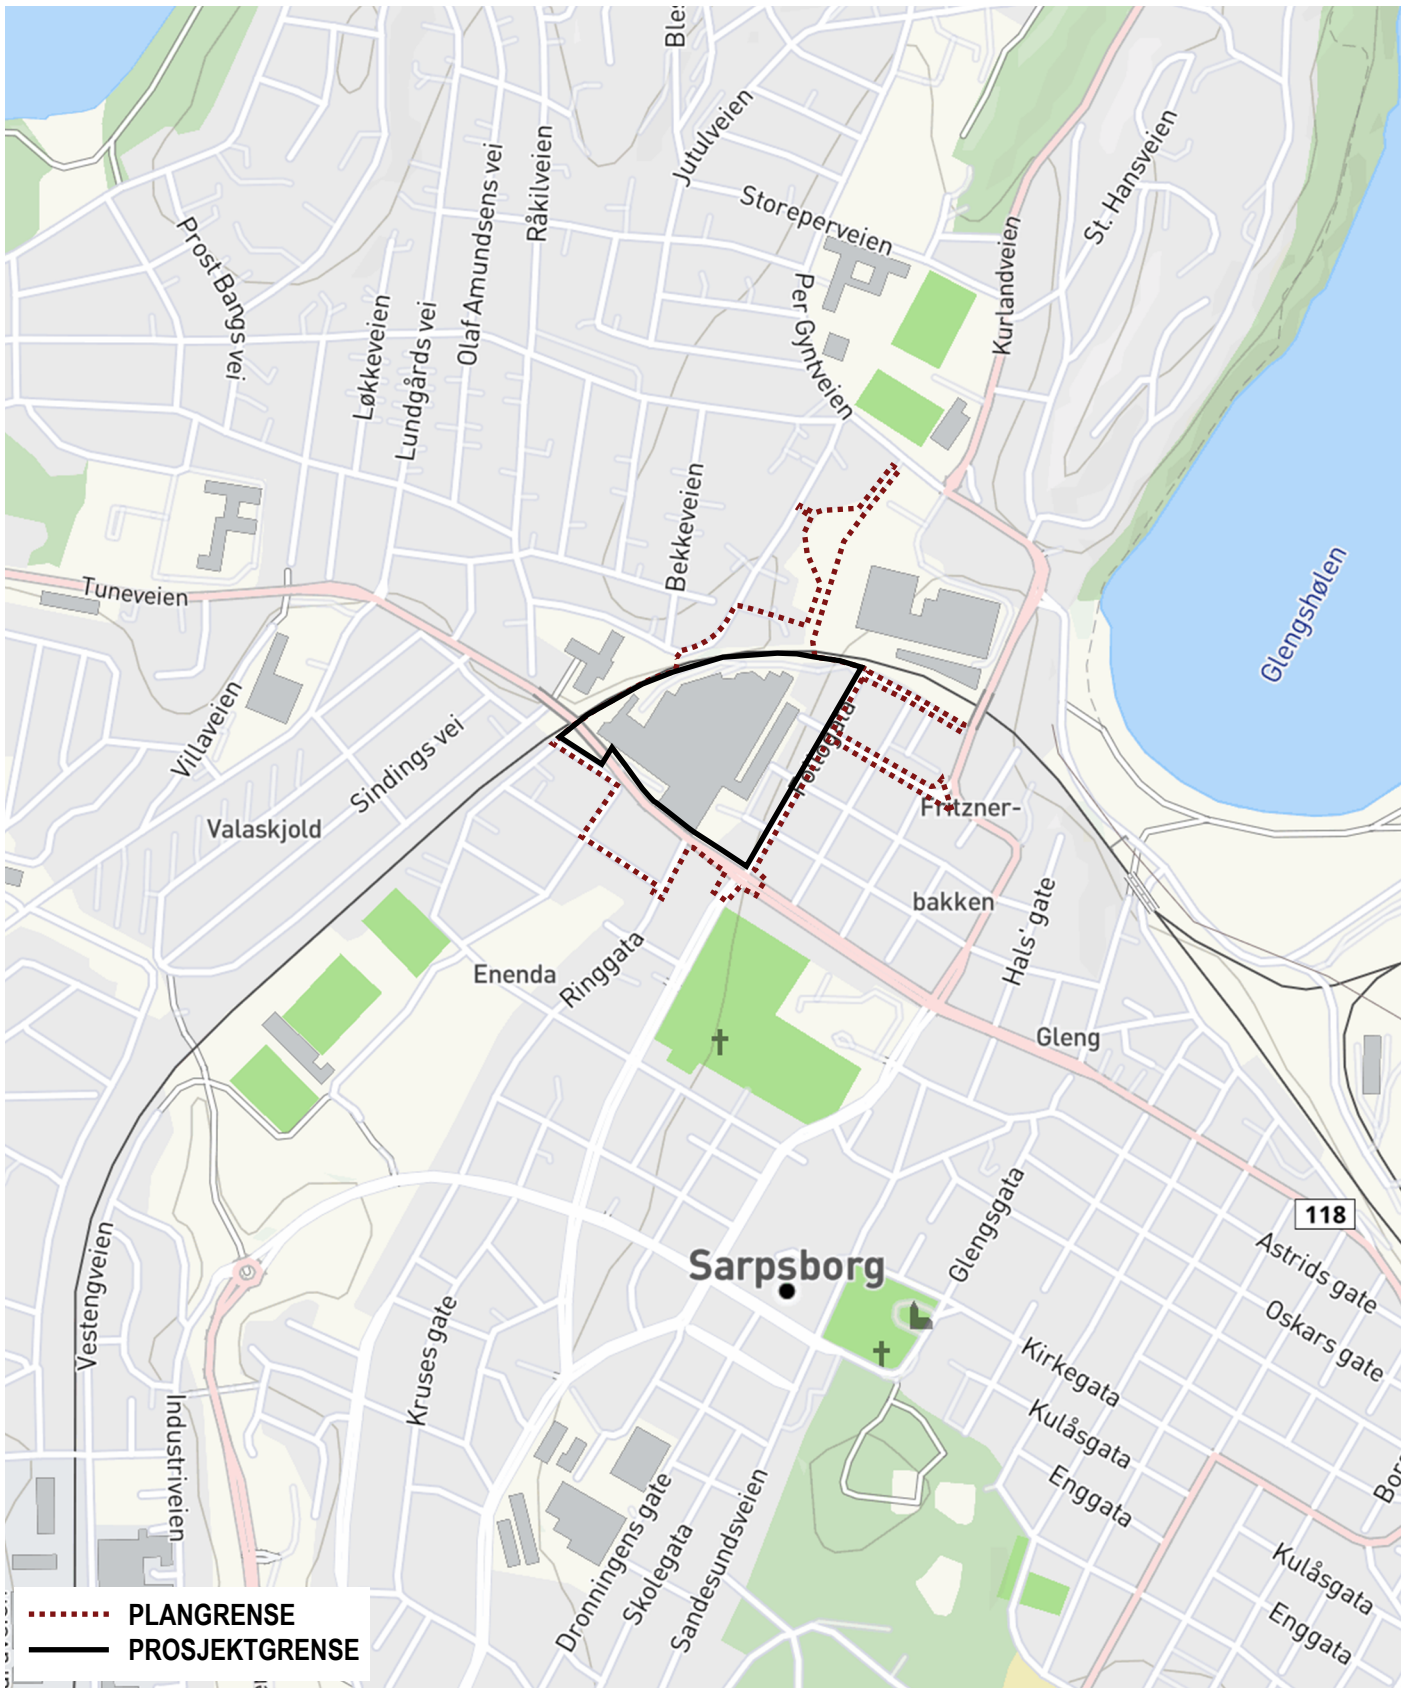 Jutulveien
Storeperveien
St. Hansveien
Råkilveien
Olaf Amundsens vei
Prost Bangs vei
Kurlandveien
Per Gyntveien
Løkkeveien
Lundgårds vei
Bekkeveien
Tuneveien
Glengshølen
Villaveien
Sindings vei
Valaskjold
Fritzner-
bakken
Hals' gate
Enenda
Ringgata
Gleng
118
Glengsgata
Astrids gate
Sarpsborg
Oskars gate
Vestengveien
Kruses gate
Kirkegata
Kulåsgata
Enggata
Industriveien
Dronningens gate
Skolegata
Sandesundsveien
Kulåsgata
Enggata
PLANGRENSE
PROSJEKTGRENSE